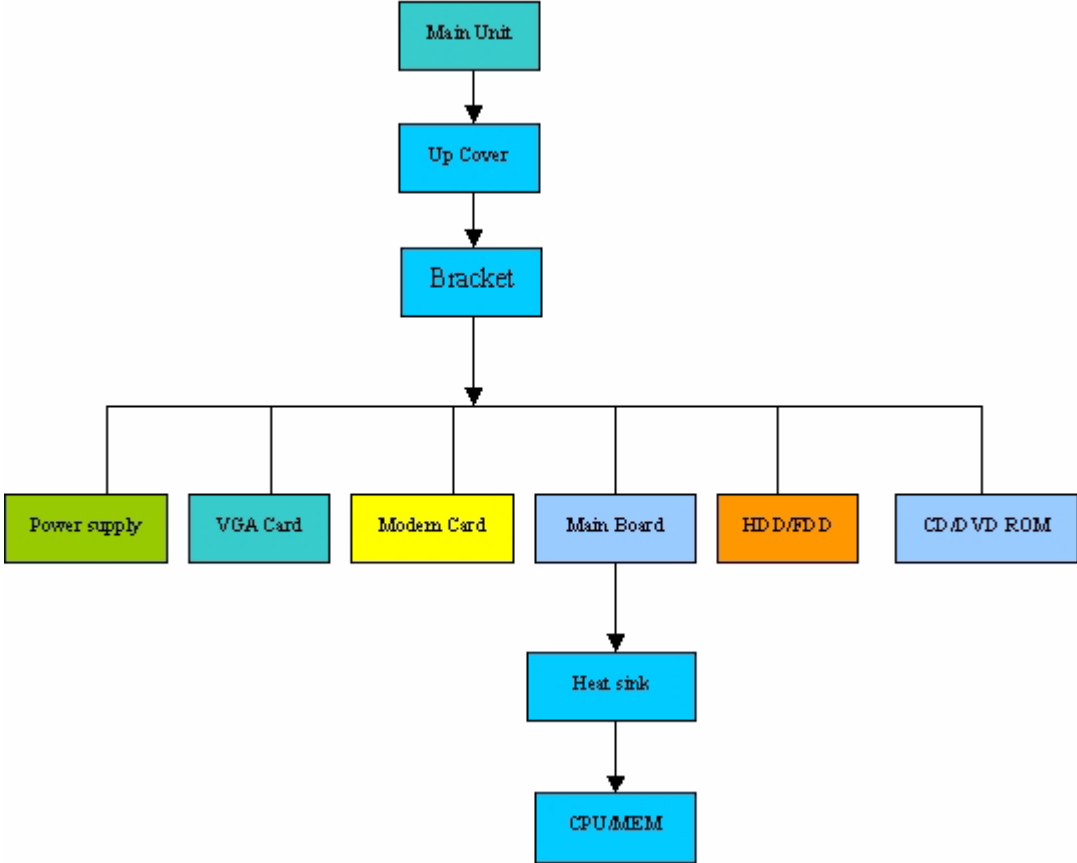 Main Unit
Up Cover
Bracket
Power supply
VGA Card
Modem Card
Main Board
HDD/FDD
CD/DVD ROM
Heat sink
CPU/MEM